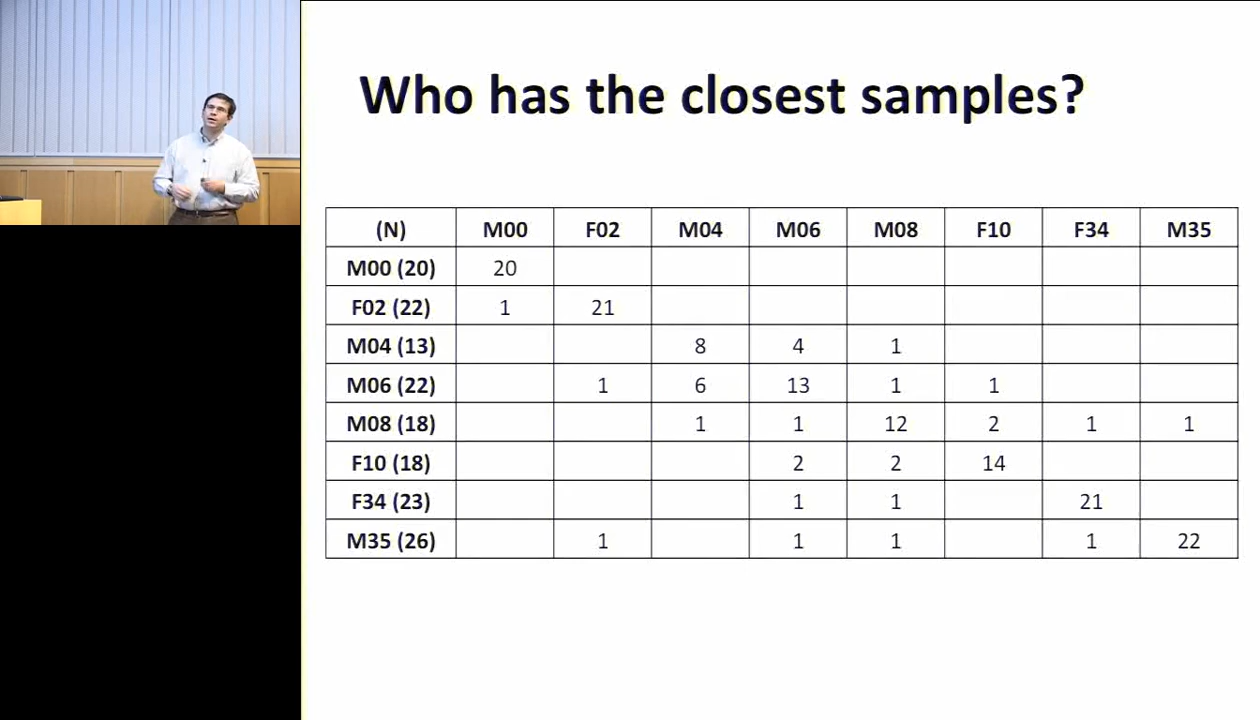 Who has the closest samples?
(N) M00 F02 M04 M06 M08 F10 F34 M35
M00 (20) 20
F02 (22) 1 21
M04 (13) 8 4 1
M06 (22) 1 6 13 1 1
M08 (18) 1 1 12 2 1 1
F10 (18) 2 2 14
F34 (23) 1 1 21
M35 (26) 1 1 1 1 22